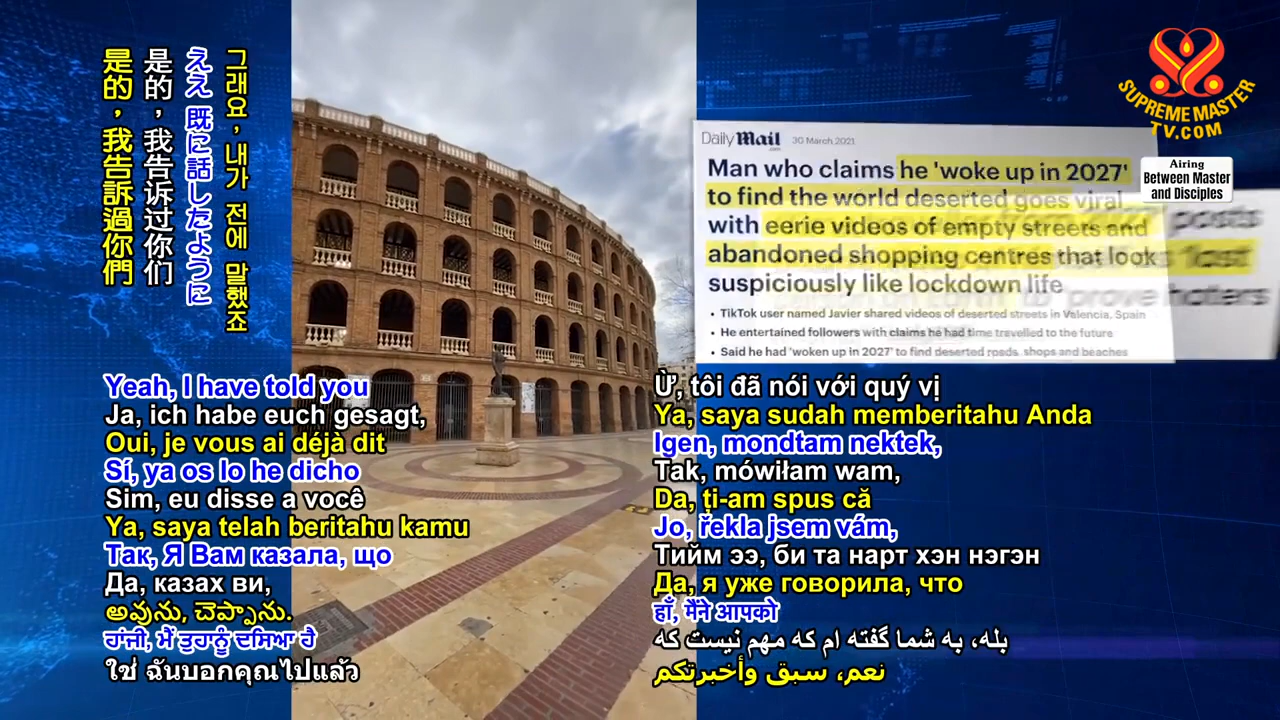 그래요, 내가 전에 말했죠
ええ 既に話したように
是的，我告诉过你们
是的，我告訴過你們
SUPREME MASTER
TV.COM
Airing
Between Master
and Disciples
Daily Mail
.com
30 March 2021
Man who claims he 'woke up in 2027'
to find the world deserted goes viral
with eerie videos of empty streets and
abandoned shopping centres that look
suspiciously like lockdown life
• TikTok user named Javier shared videos of deserted streets in Valencia, Spain
• He entertained followers with claims he had time travelled to the future
• Said he had 'woken up in 2027' to find deserted roads, shops and beaches
posts
prove haters
Yeah, I have told you
Ja, ich habe euch gesagt,
Oui, je vous ai déjà dit
Sí, ya os lo he dicho
Sim, eu disse a você
Ya, saya telah beritahu kamu
Так, Я Вам казала, що
Да, казах ви,
అవును, చెప్పాను.
ਹਾਂਜੀ, ਮੈਂ ਤੁਹਾਨੂੰ ਦਸਿਆ ਹੈ
ใช่ ฉันบอกคุณไปแล้ว
Ừ, tôi đã nói với quý vị
Ya, saya sudah memberitahu Anda
Igen, mondtam nektek,
Tak, mówiłam wam,
Da, ți-am spus că
Jo, řekla jsem vám,
Тийм ээ, би та нарт хэн нэгэн
Да, я уже говорила, что
हाँ, मैंने आपको
بله، به شما گفته ام که مهم نیست که
نعم، سبق وأخبرتكم